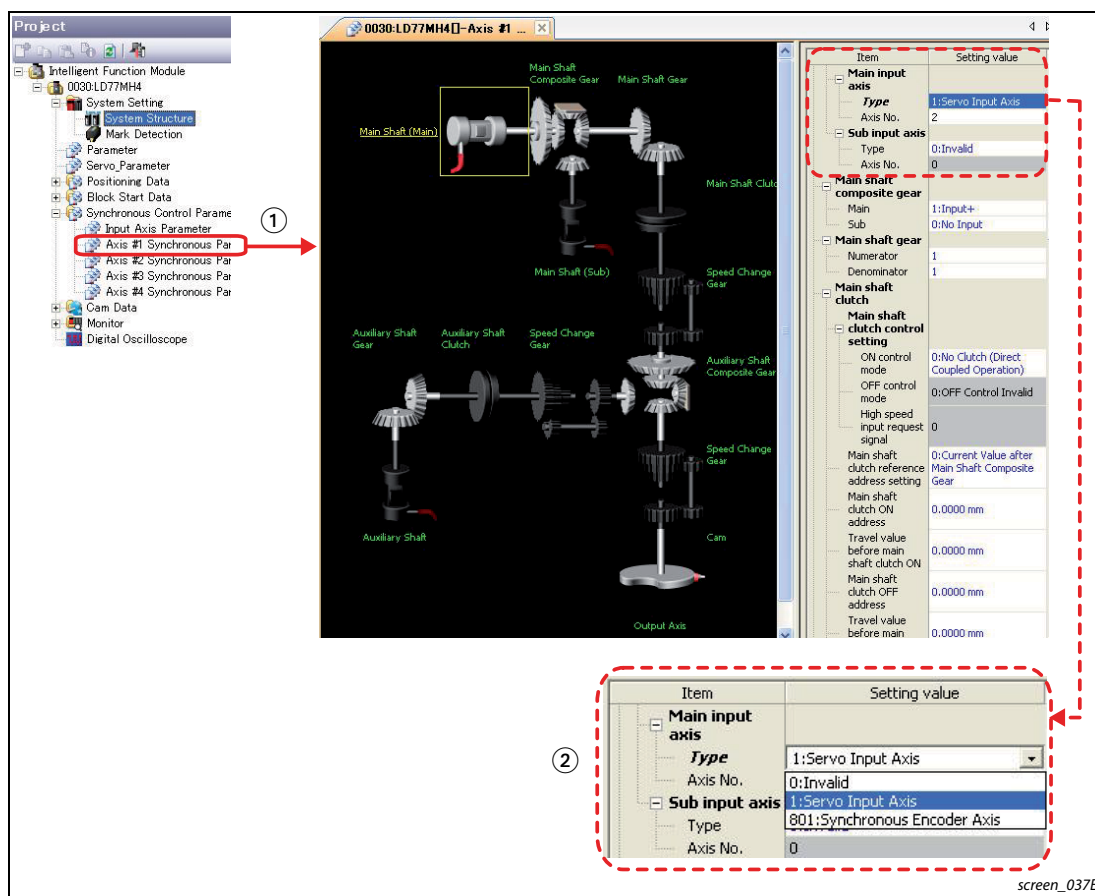 Project
Intelligent Function Module
0030:LD77MH4
System Setting
System Structure
Mark Detection
Parameter
Servo_Parameter
Positioning Data
Block Start Data
Synchronous Control Parame
Input Axis Parameter
Axis #1 Synchronous Par
Axis #2 Synchronous Par
Axis #3 Synchronous Par
Axis #4 Synchronous Par
Cam Data
Monitor
Digital Oscilloscope
①
0030:LD77MH4[]-Axis #1 ...
Main Shaft
Composite Gear
Main Shaft Gear
Main Shaft (Main)
Main Shaft Clutc
Main Shaft (Sub)
Speed Change
Gear
Auxiliary Shaft
Gear
Auxiliary Shaft
Clutch
Speed Change
Gear
Auxiliary Shaft
Composite Gear
Speed Change
Gear
Auxiliary Shaft
Cam
Output Axis
Item Setting value
Main input
axis
Type 1:Servo Input Axis
Axis No. 2
Sub input axis
Type 0:Invalid
Axis No. 0
Main shaft
composite gear
Main 1:Input+
Sub 0:No Input
Main shaft gear
Numerator 1
Denominator 1
Main shaft
clutch
Main shaft
clutch control
setting
ON control
mode
0:No Clutch (Direct
Coupled Operation)
OFF control
mode
0:OFF Control Invalid
High speed
input request
signal
0
Main shaft
clutch reference
address setting
0:Current Value after
Main Shaft Composite
Gear
Main shaft
clutch ON
address
0.0000 mm
Travel value
before main
shaft clutch ON
0.0000 mm
Main shaft
clutch OFF
address
0.0000 mm
Travel value
before main
0.0000 mm
②
Item Setting value
Main input
axis
Type 1:Servo Input Axis
Axis No. 0:Invalid
1:Servo Input Axis
Sub input axis
801:Synchronous Encoder Axis
Type
Axis No. 0
screen_037E